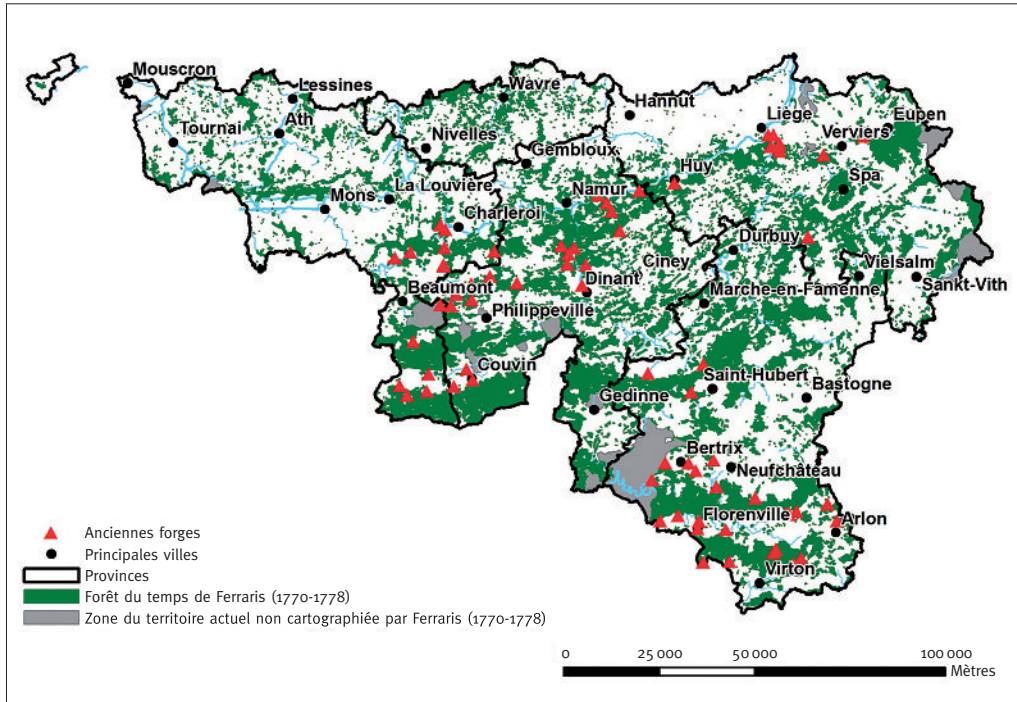 Mouscron
Lessines
Wavre
Hannut
Liège
Eupen
Ath
Verviers
Tournai
Nivelles
Gembloux
Huy
Spa
La Louvière
Namur
Mons
Charleroi
Durbuy
Ciney
Vielsalm
Dinant
Sankt-Vith
Marche-en-Famenne
Beaumont
Philippeville
Couvin
Saint-Hubert
Bastogne
Gedinne
Bertrix
Neufchâteau
Florenville
Arlon
Virton
Anciennes forges
Principales villes
Provinces
Forêt du temps de Ferraris (1770-1778)
Zone du territoire actuel non cartographiée par Ferraris (1770-1778)
0 25 000 50 000 100 000
Mètres